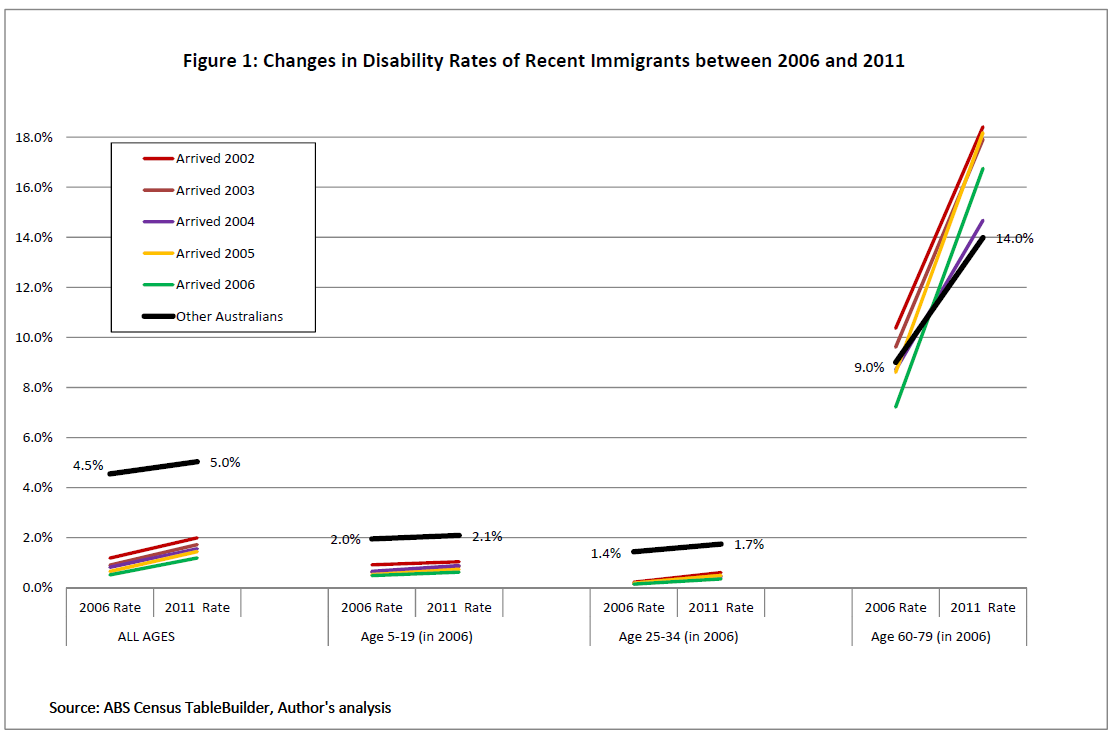 Figure 1: Changes in Disability Rates of Recent Immigrants between 2006 and 2011
18.0%
16.0%
14.0%
12.0%
10.0%
8.0%
6.0%
4.0%
2.0%
0.0%
Arrived 2002
Arrived 2003
Arrived 2004
Arrived 2005
Arrived 2006
Other Australians
4.5%
5.0%
2.0%
2.1%
1.4%
1.7%
9.0%
14.0%
2006 Rate 2011 Rate 2006 Rate 2011 Rate 2006 Rate 2011 Rate 2006 Rate 2011 Rate
ALL AGES Age 5-19 (in 2006) Age 25-34 (in 2006) Age 60-79 (in 2006)
Source: ABS Census TableBuilder, Author's analysis